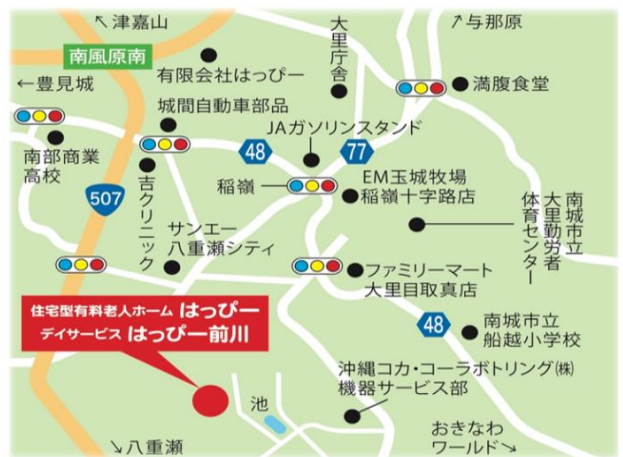 ↖津嘉山
↗与那原
南風原南
大里庁舎
←豊見城
有限会社はっぴー
満腹食堂
城間自動車部品
JAガソリンスタンド
48
77
南部商業
高校
稲嶺
EM玉城牧場
稲嶺十字路店
507
吉クリニック
サンエー
八重瀬シティ
南城市立
大里勤労者
体育センター
ファミリーマート
大里目取真店
住宅型有料老人ホーム はっぴー
デイサービス はっぴー前川
48
南城市立
船越小学校
沖縄コカ・コーラボトリング㈱
機器サービス部
池
おきなわ
ワールド↘
↘八重瀬